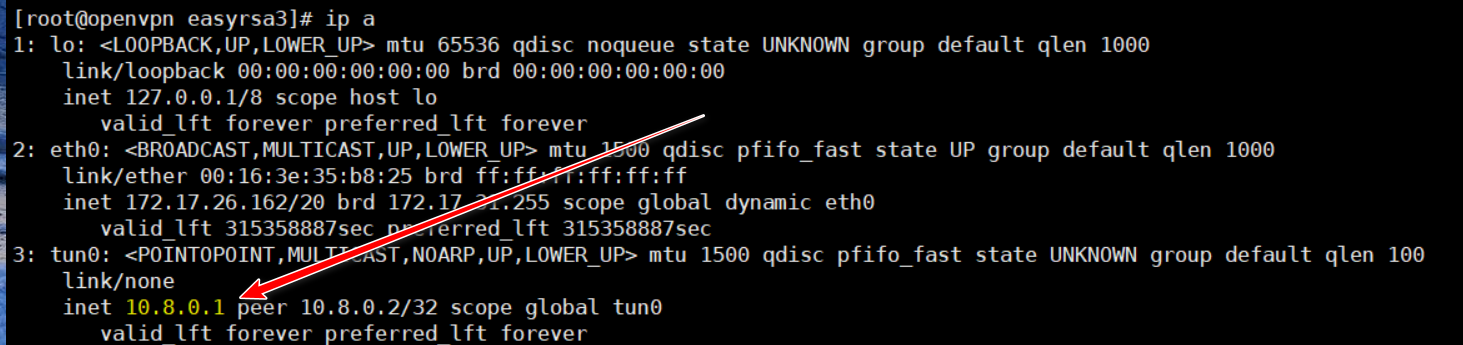 [root@openvpn easyrsa3]# ip a
1: lo: <LOOPBACK,UP,LOWER_UP> mtu 65536 qdisc noqueue state UNKNOWN group default qlen 1000
link/loopback 00:00:00:00:00:00 brd 00:00:00:00:00:00
inet 127.0.0.1/8 scope host lo
valid_lft forever preferred_lft forever
2: eth0: <BROADCAST,MULTICAST,UP,LOWER_UP> mtu 1500 qdisc pfifo_fast state UP group default qlen 1000
link/ether 00:16:3e:35:b8:25 brd ff:ff:ff:ff:ff:ff
inet 172.17.26.162/20 brd 172.17.31.255 scope global dynamic eth0
valid_lft 315358887sec preferred_lft 315358887sec
3: tun0: <POINTOPOINT,MULTICAST,NOARP,UP,LOWER_UP> mtu 1500 qdisc pfifo_fast state UNKNOWN group default qlen 100
link/none
inet 10.8.0.1 peer 10.8.0.2/32 scope global tun0
valid_lft forever preferred_lft forever